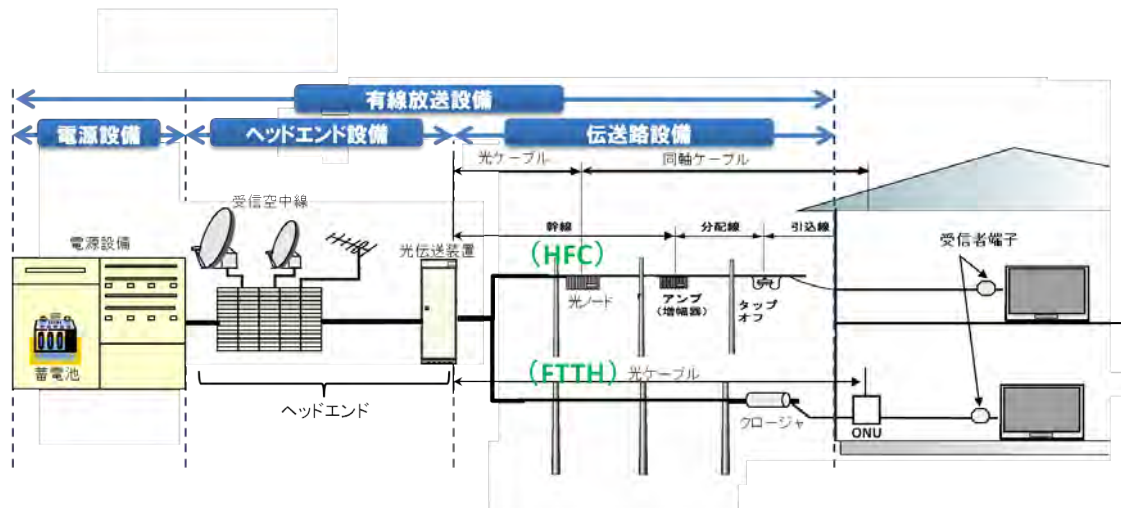 有線放送設備
電源設備
ヘッドエンド設備
伝送路設備
光ケーブル
同軸ケーブル
受信空中線
幹線
分配線
引込線
電源設備
光伝送装置
受信者端子
(HFC)
光ノード
アンプ
(増幅器)
タップ
オフ
蓄電池
(FTTH)
光ケーブル
ヘッドエンド
クロージャ
ONU